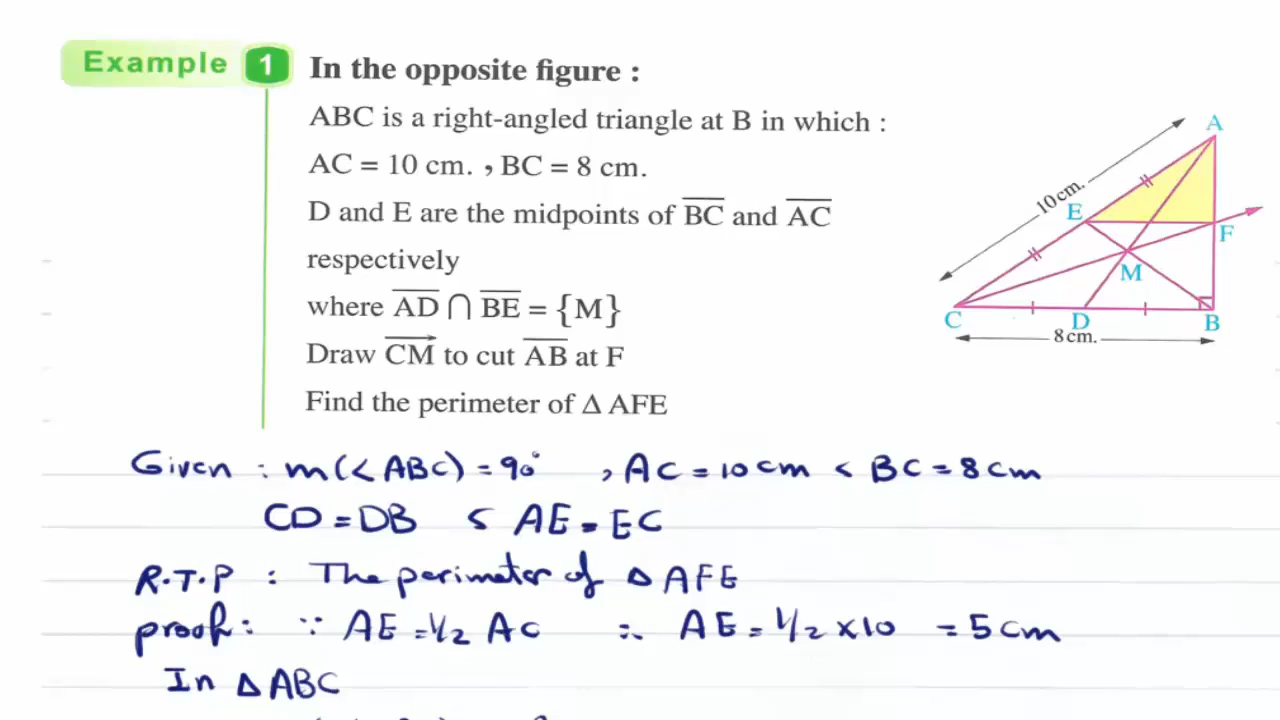 Example 1 In the opposite figure :
ABC is a right-angled triangle at B in which :
AC = 10 cm. , BC = 8 cm.
D and E are the midpoints of BC and AC
respectively
where AD ∩ BE = {M}
Draw CM to cut AB at F
Find the perimeter of Δ AFE
A
10 cm.
E
F
M
C
D
B
8 cm.
Given : m(<ABC) = 90° , AC = 10 cm < BC = 8 cm
CD = DB < AE = EC
R.T.P : The perimeter of Δ AFE
proof : ∵ AE = 1/2 AC ∴ AE = 1/2 × 10 = 5 cm
In Δ ABC